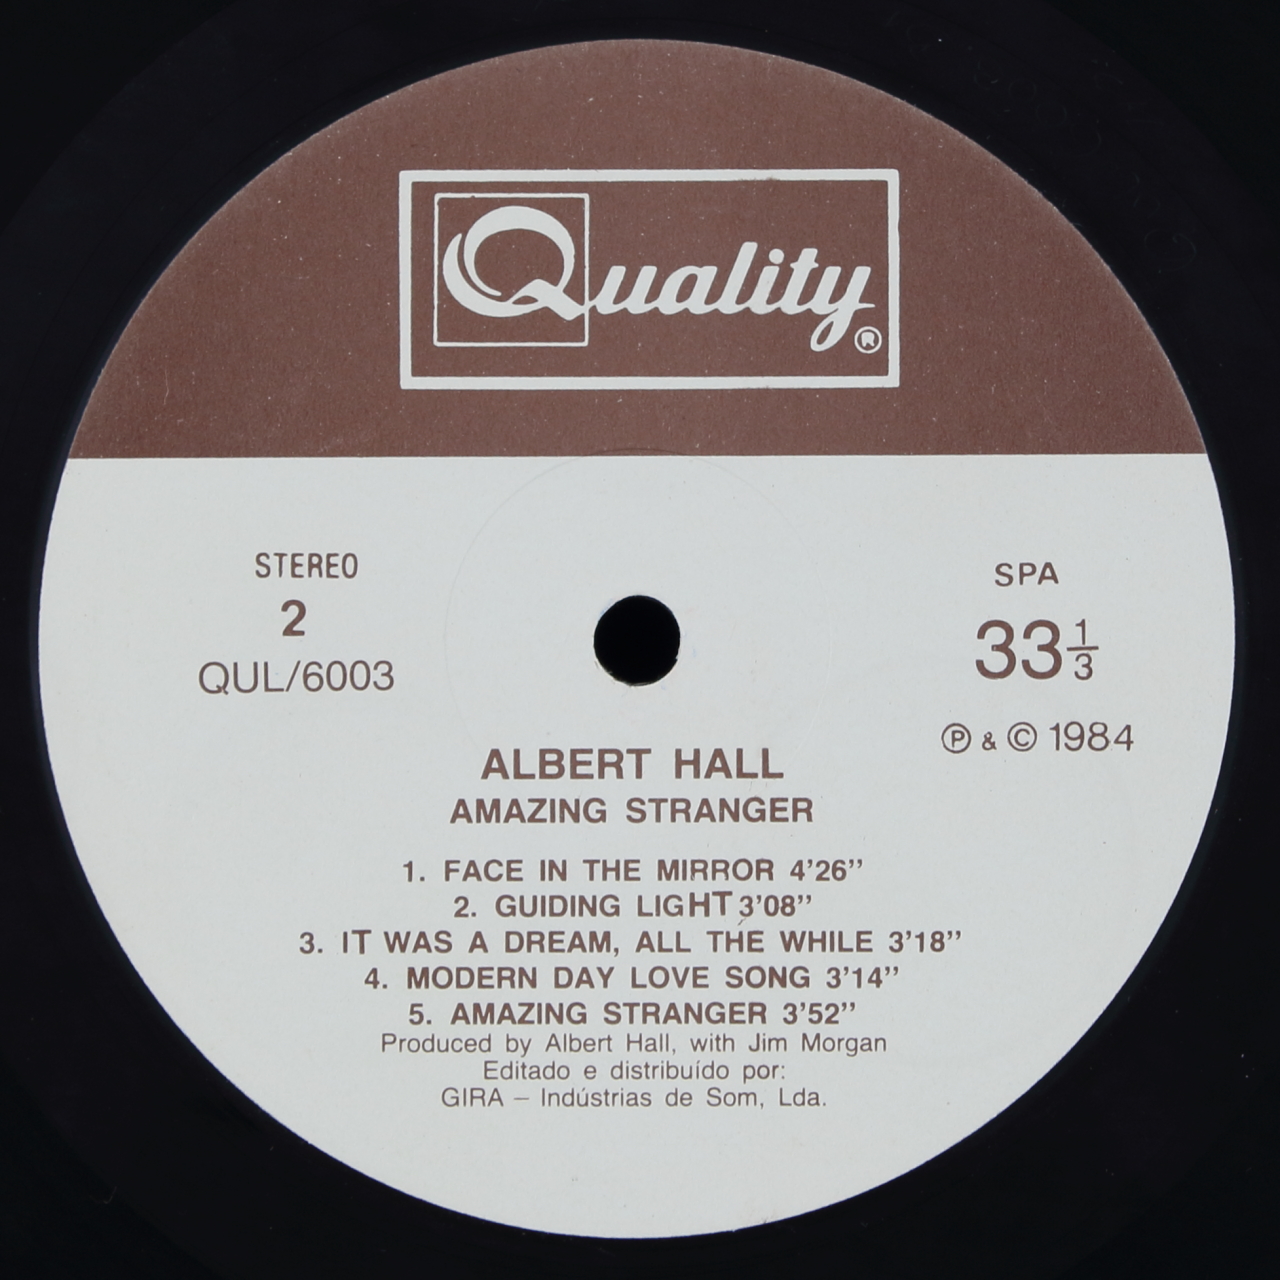 Quality®
STEREO
2
QUL/6003
SPA
33 1/3
℗ & © 1984
ALBERT HALL
AMAZING STRANGER
1. FACE IN THE MIRROR 4'26''
2. GUIDING LIGHT 3'08''
3. IT WAS A DREAM, ALL THE WHILE 3'18''
4. MODERN DAY LOVE SONG 3'14''
5. AMAZING STRANGER 3'52''
Produced by Albert Hall, with Jim Morgan
Editado e distribuído por:
GIRA – Indústrias de Som, Lda.